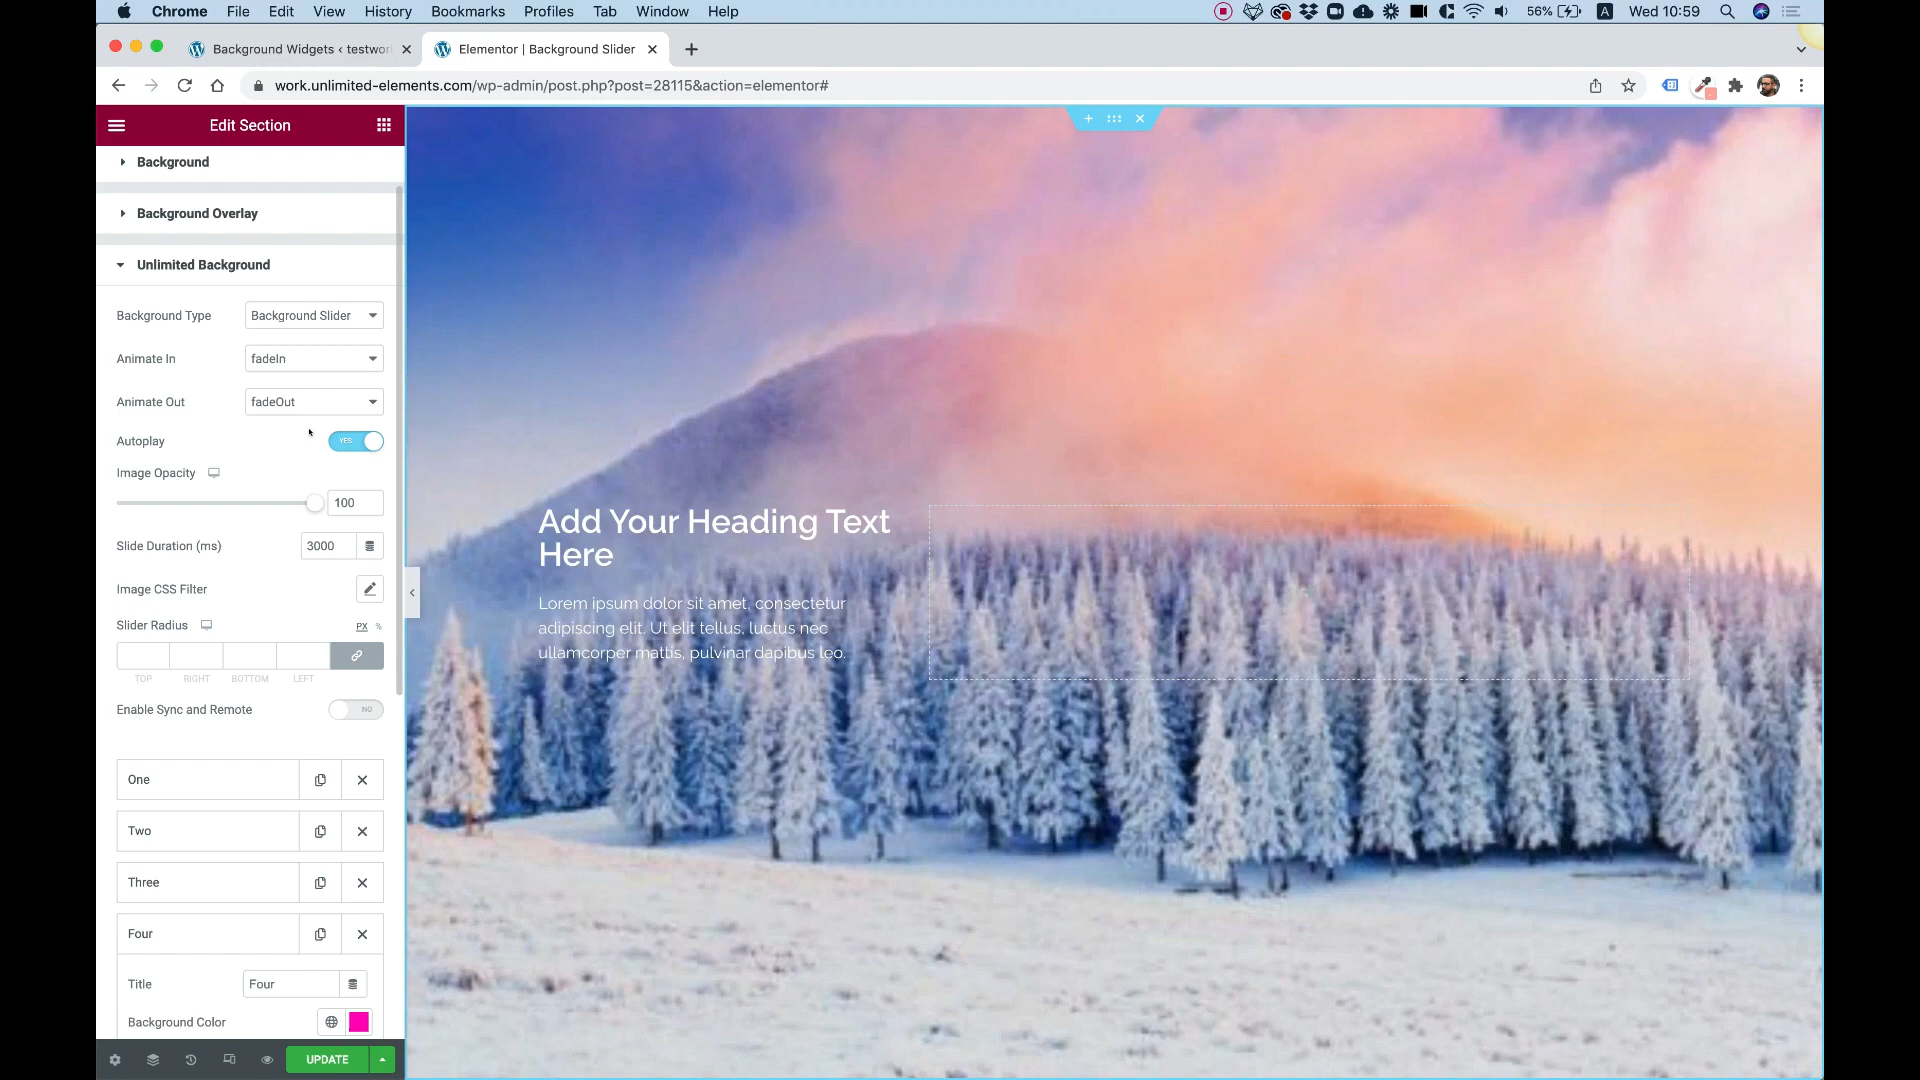 Chrome File Edit View History Bookmarks Profiles Tab Window Help 56% A Wed 10:59
Background Widgets ‹ testwor Elementor | Background Slider
work.unlimited-elements.com/wp-admin/post.php?post=28115&action=elementor#
Edit Section
Background
Background Overlay
Unlimited Background
Background Type Background Slider
Animate In fadeIn
Animate Out fadeOut
Autoplay YES
Image Opacity
100
Slide Duration (ms) 3000
Image CSS Filter
Slider Radius PX %
TOP RIGHT BOTTOM LEFT
Enable Sync and Remote NO
One
Two
Three
Four
Title Four
Background Color
UPDATE
Add Your Heading Text
Here
Lorem ipsum dolor sit amet, consectetur
adipiscing elit. Ut elit tellus, luctus nec
ullamcorper mattis, pulvinar dapibus leo.